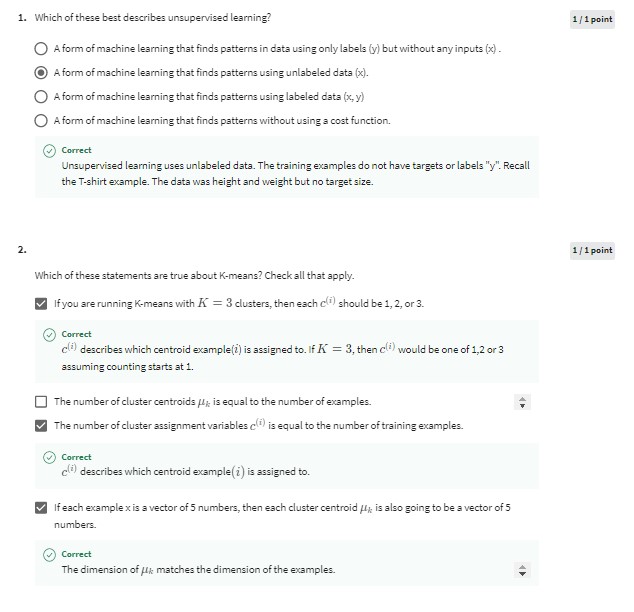 1. Which of these best describes unsupervised learning?
1 / 1 point
A form of machine learning that finds patterns in data using only labels (y) but without any inputs (x) .
A form of machine learning that finds patterns using unlabeled data (x).
A form of machine learning that finds patterns using labeled data (x, y)
A form of machine learning that finds patterns without using a cost function.
Correct
Unsupervised learning uses unlabeled data. The training examples do not have targets or labels "y". Recall
the T-shirt example. The data was height and weight but no target size.
2.
1 / 1 point
Which of these statements are true about K-means? Check all that apply.
If you are running K-means with K = 3 clusters, then each c⁽ⁱ⁾ should be 1, 2, or 3.
Correct
c⁽ⁱ⁾ describes which centroid example(i) is assigned to. If K = 3, then c⁽ⁱ⁾ would be one of 1,2 or 3
assuming counting starts at 1.
The number of cluster centroids μₖ is equal to the number of examples.
The number of cluster assignment variables c⁽ⁱ⁾ is equal to the number of training examples.
Correct
c⁽ⁱ⁾ describes which centroid example(i) is assigned to.
If each example x is a vector of 5 numbers, then each cluster centroid μₖ is also going to be a vector of 5
numbers.
Correct
The dimension of μₖ matches the dimension of the examples.